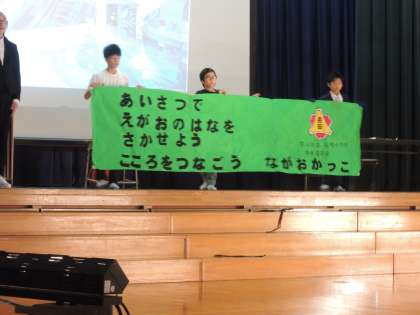 あいさつで
えがおのはなを
さかせよう
こころをつなごう ながおかっこ